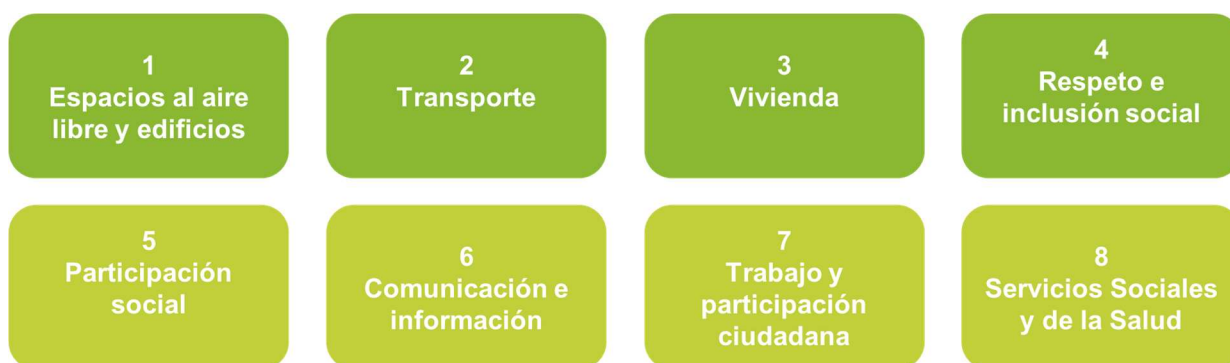 1
Espacios al aire
libre y edificios
2
Transporte
3
Vivienda
4
Respeto e
inclusión social
5
Participación
social
6
Comunicación e
información
7
Trabajo y
participación
ciudadana
8
Servicios Sociales
y de la Salud